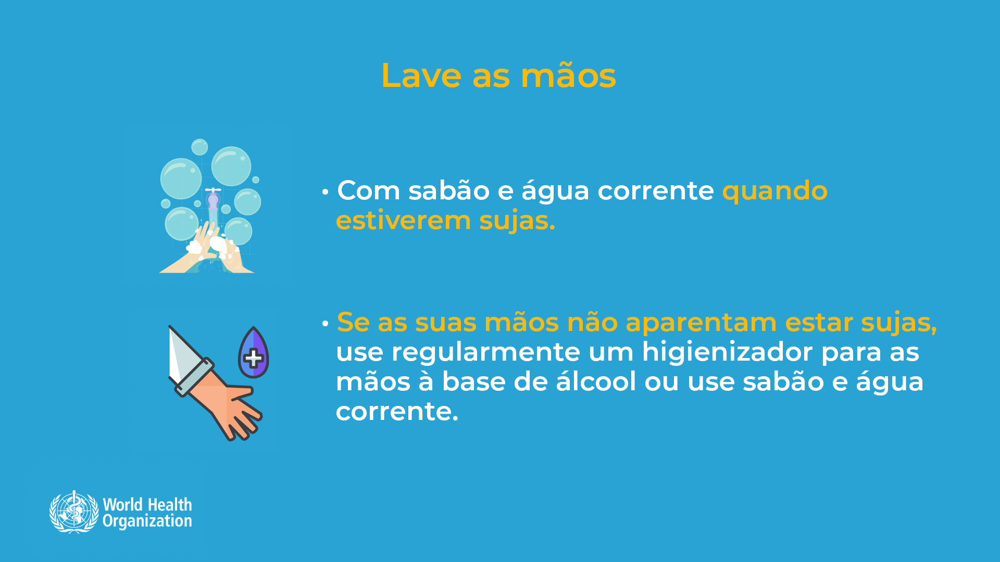 Lave as mãos
• Com sabão e água corrente quando
estiverem sujas.
• Se as suas mãos não aparentam estar sujas,
use regularmente um higienizador para as
mãos à base de álcool ou use sabão e água
corrente.
World Health
Organization